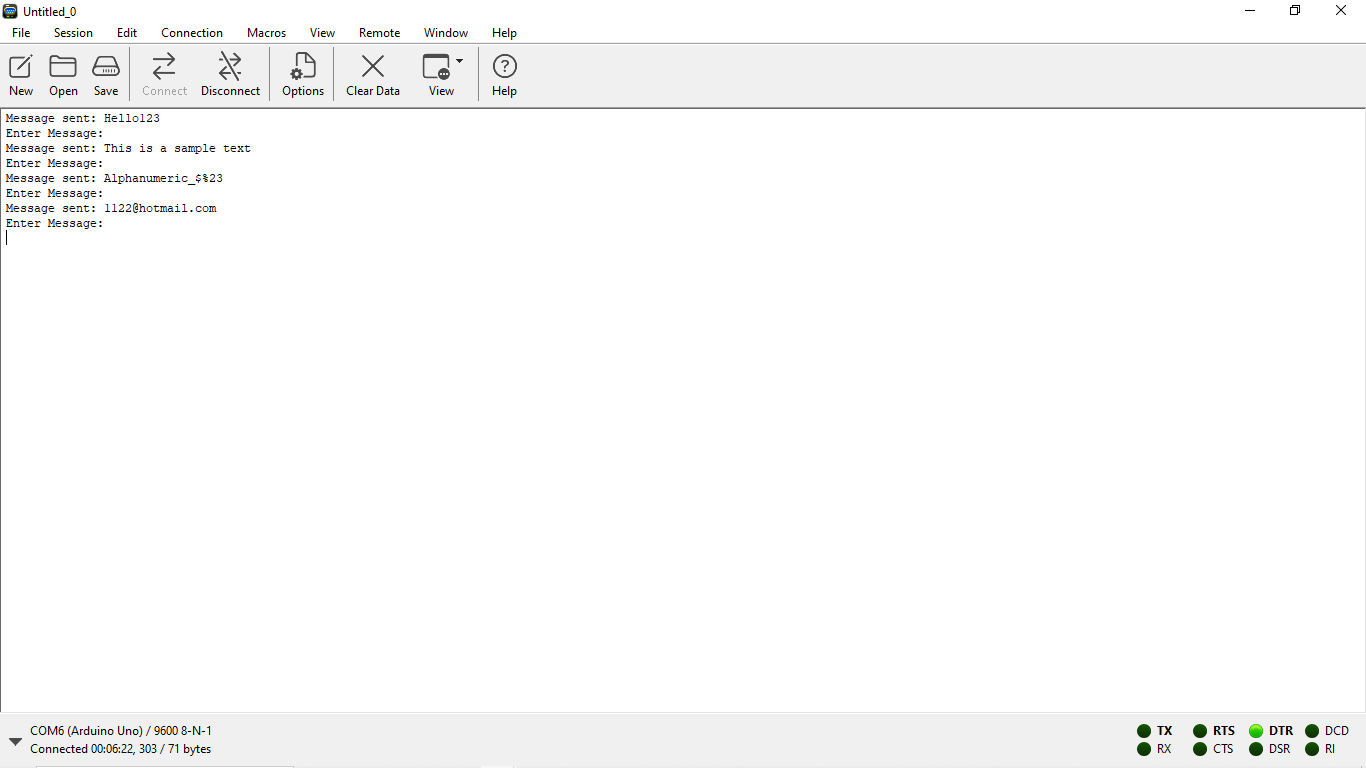 Untitled_0
File Session Edit Connection Macros View Remote Window Help
New Open Save Connect Disconnect Options Clear Data View Help
Message sent: Hello123
Enter Message:
Message sent: This is a sample text
Enter Message:
Message sent: Alphanumeric_$%23
Enter Message:
Message sent: 1122@hotmail.com
Enter Message:
COM6 (Arduino Uno) / 9600 8-N-1
Connected 00:06:22, 303 / 71 bytes
TX RTS DTR DCD
RX CTS DSR RI